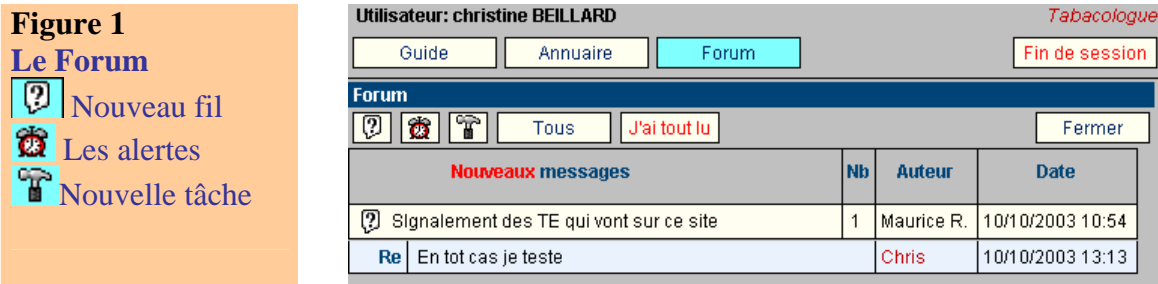 Figure 1
Le Forum
Nouveau fil
Les alertes
Nouvelle tâche
Utilisateur: christine BEILLARD Tabacologue
Guide Annuaire Forum Fin de session
Forum
Tous J'ai tout lu Fermer
Nouveaux messages Nb Auteur Date
SIgnalement des TE qui vont sur ce site 1 Maurice R. 10/10/2003 10:54
Re En tot cas je teste Chris 10/10/2003 13:13